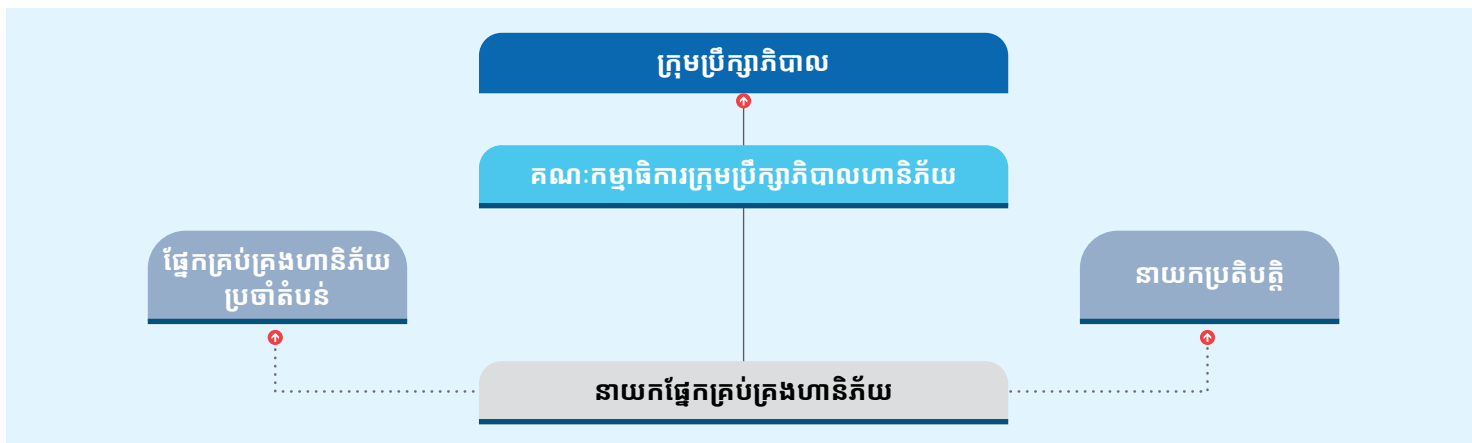 ក្រុមប្រឹក្សាភិបាល
គណៈកម្មាធិការក្រុមប្រឹក្សាភិបាលហានិភ័យ
ផ្នែកគ្រប់គ្រងហានិភ័យ
ប្រចាំតំបន់
នាយកប្រតិបត្តិ
នាយកផ្នែកគ្រប់គ្រងហានិភ័យ